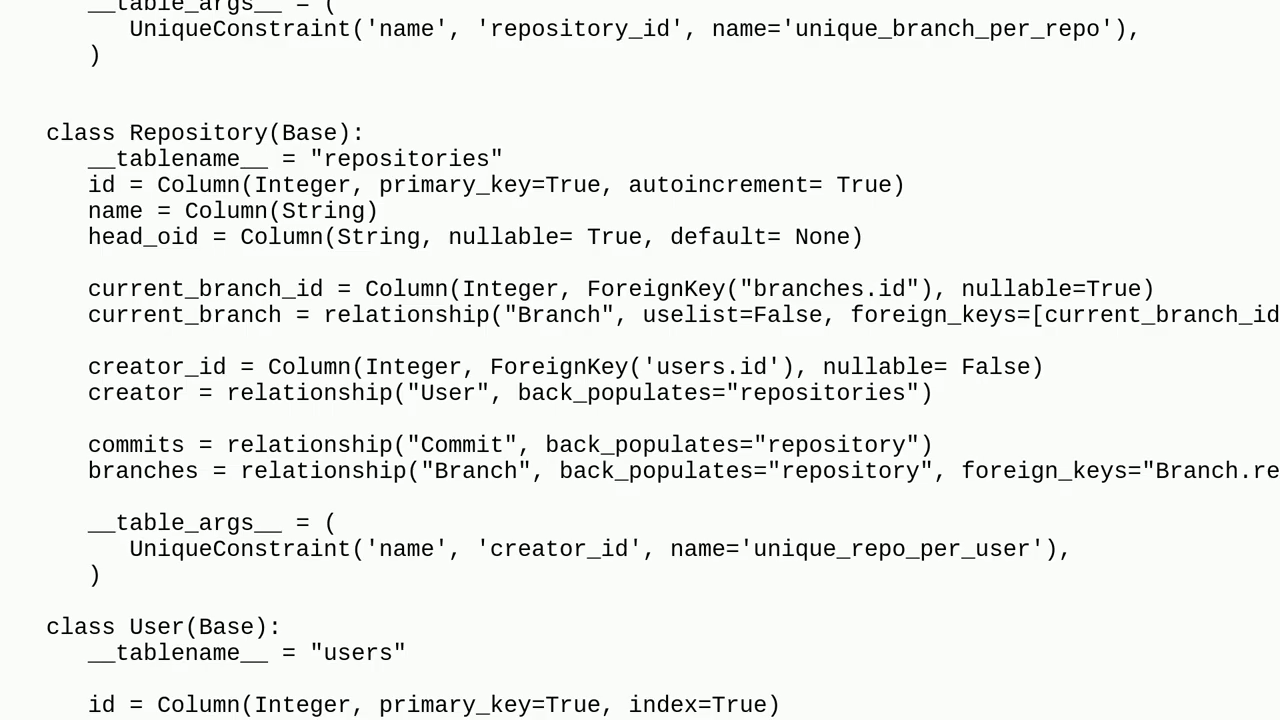 __table_args__ = (
UniqueConstraint('name', 'repository_id', name='unique_branch_per_repo'),
)
class Repository(Base):
__tablename__ = "repositories"
id = Column(Integer, primary_key=True, autoincrement= True)
name = Column(String)
head_oid = Column(String, nullable= True, default= None)
current_branch_id = Column(Integer, ForeignKey("branches.id"), nullable=True)
current_branch = relationship("Branch", uselist=False, foreign_keys=[current_branch_id
creator_id = Column(Integer, ForeignKey('users.id'), nullable= False)
creator = relationship("User", back_populates="repositories")
commits = relationship("Commit", back_populates="repository")
branches = relationship("Branch", back_populates="repository", foreign_keys="Branch.re
__table_args__ = (
UniqueConstraint('name', 'creator_id', name='unique_repo_per_user'),
)
class User(Base):
__tablename__ = "users"
id = Column(Integer, primary_key=True, index=True)